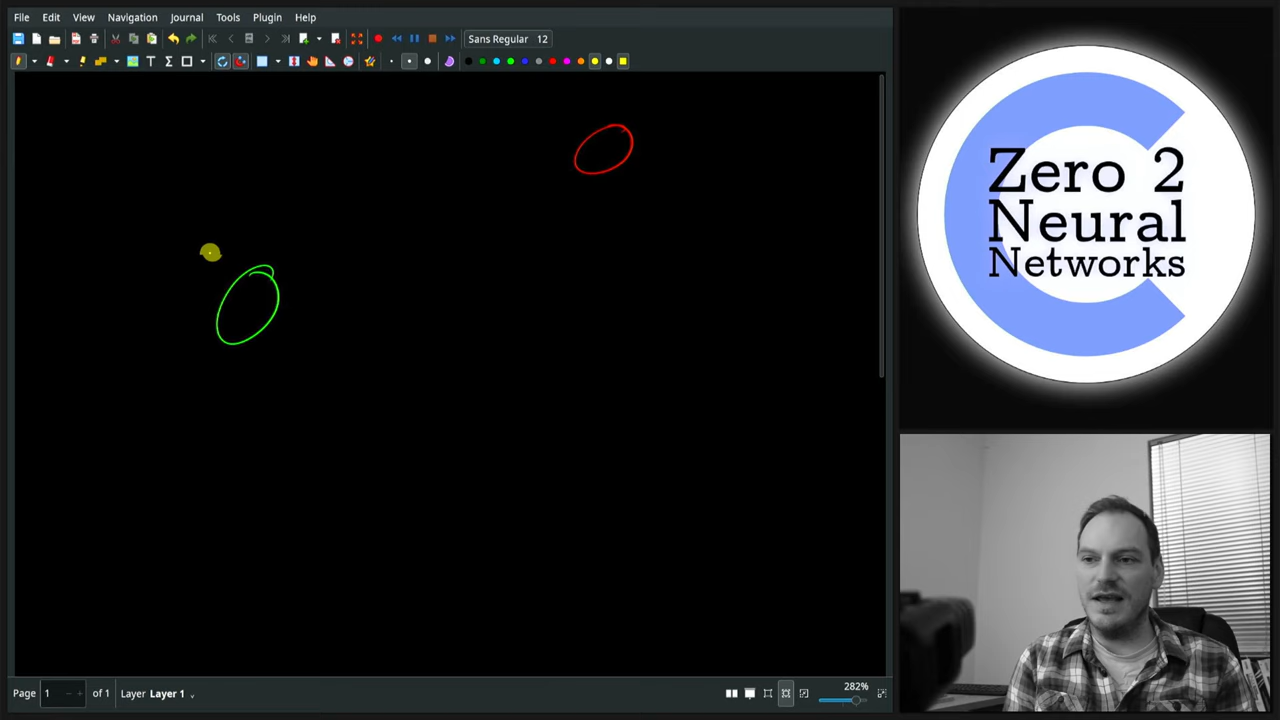 File Edit View Navigation Journal Tools Plugin Help
Sans Regular 12
Zero 2
Neural
Networks
Page 1 of 1 Layer Layer 1
282%